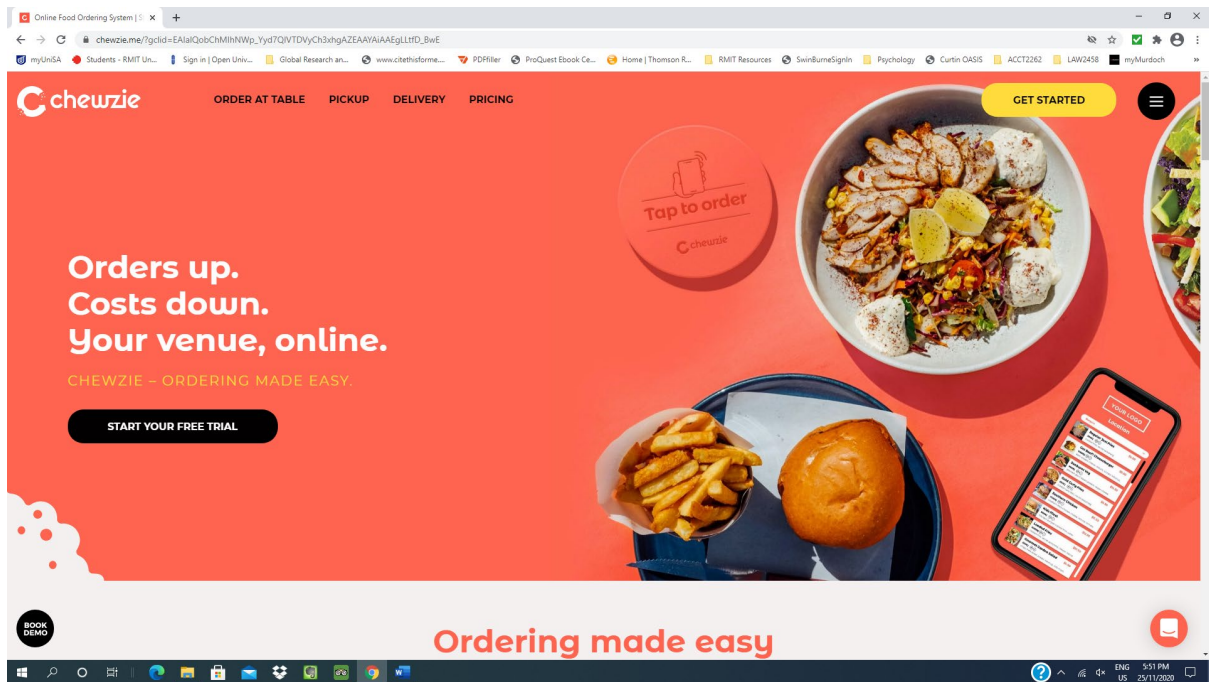 Online Food Ordering System | S
chewzie.me/?gclid=EAIaIQobChMIhNWp_Yyd7QIVTDVyCh3xhgAZEAAYAiAAEgLLtfD_BwE
myUniSA
Students - RMIT Un...
Sign in | Open Univ...
Global Research an...
www.citethisforme....
PDFfiller
ProQuest Ebook Ce...
Home | Thomson R...
RMIT Resources
SwinBurneSignIn
Psychology
Curtin OASIS
ACCT2262
LAW2458
myMurdoch
chewzie
ORDER AT TABLE
PICKUP
DELIVERY
PRICING
GET STARTED
Tap to order
chewzie
Orders up.
Costs down.
Your venue, online.
CHEWZIE – ORDERING MADE EASY.
START YOUR FREE TRIAL
YOUR LOGO
Location
BOOK
DEMO
Ordering made easy
ENG
US
5:51 PM
25/11/2020